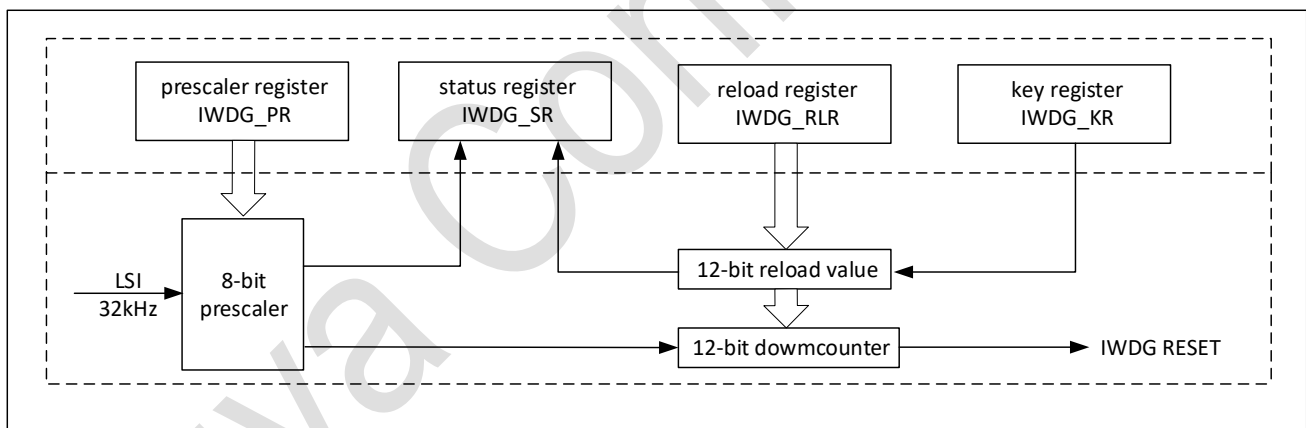 prescaler register
IWDG_PR
status register
IWDG_SR
reload register
IWDG_RLR
key register
IWDG_KR
LSI
32kHz
8-bit
prescaler
12-bit reload value
12-bit dowmcounter
IWDG RESET